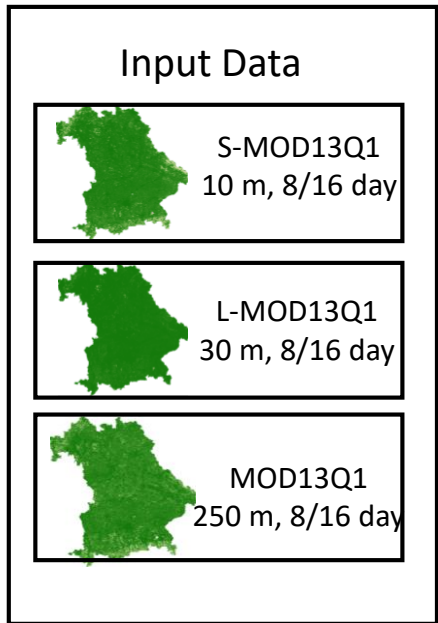 Input Data
S-MOD13Q1
10 m, 8/16 day
L-MOD13Q1
30 m, 8/16 day
MOD13Q1
250 m, 8/16 day